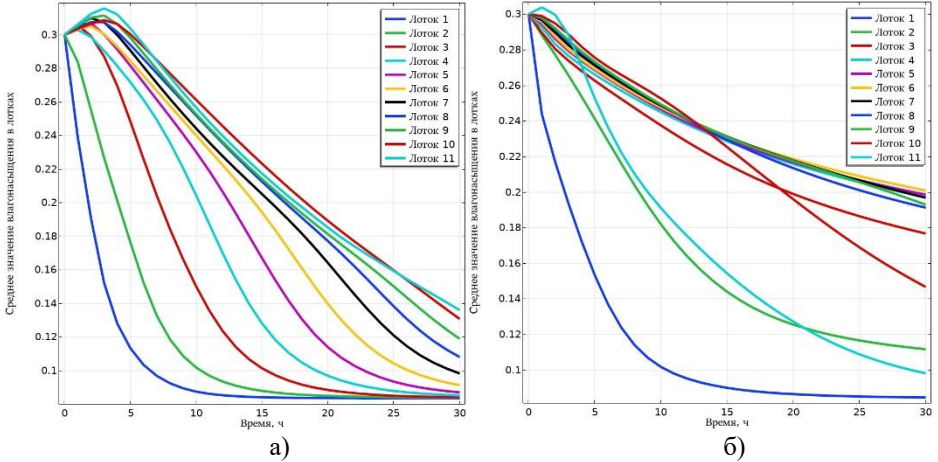 Среднее значение влагонасыщения в лотках
0.3
0.28
0.26
0.24
0.22
0.2
0.18
0.16
0.14
0.12
0.1
0
5
10
15
20
25
30
Время, ч
Лоток 1
Лоток 2
Лоток 3
Лоток 4
Лоток 5
Лоток 6
Лоток 7
Лоток 8
Лоток 9
Лоток 10
Лоток 11
а)
Среднее значение влагонасыщения в лотках
0.3
0.28
0.26
0.24
0.22
0.2
0.18
0.16
0.14
0.12
0.1
0
5
10
15
20
25
30
Время, ч
Лоток 1
Лоток 2
Лоток 3
Лоток 4
Лоток 5
Лоток 6
Лоток 7
Лоток 8
Лоток 9
Лоток 10
Лоток 11
б)